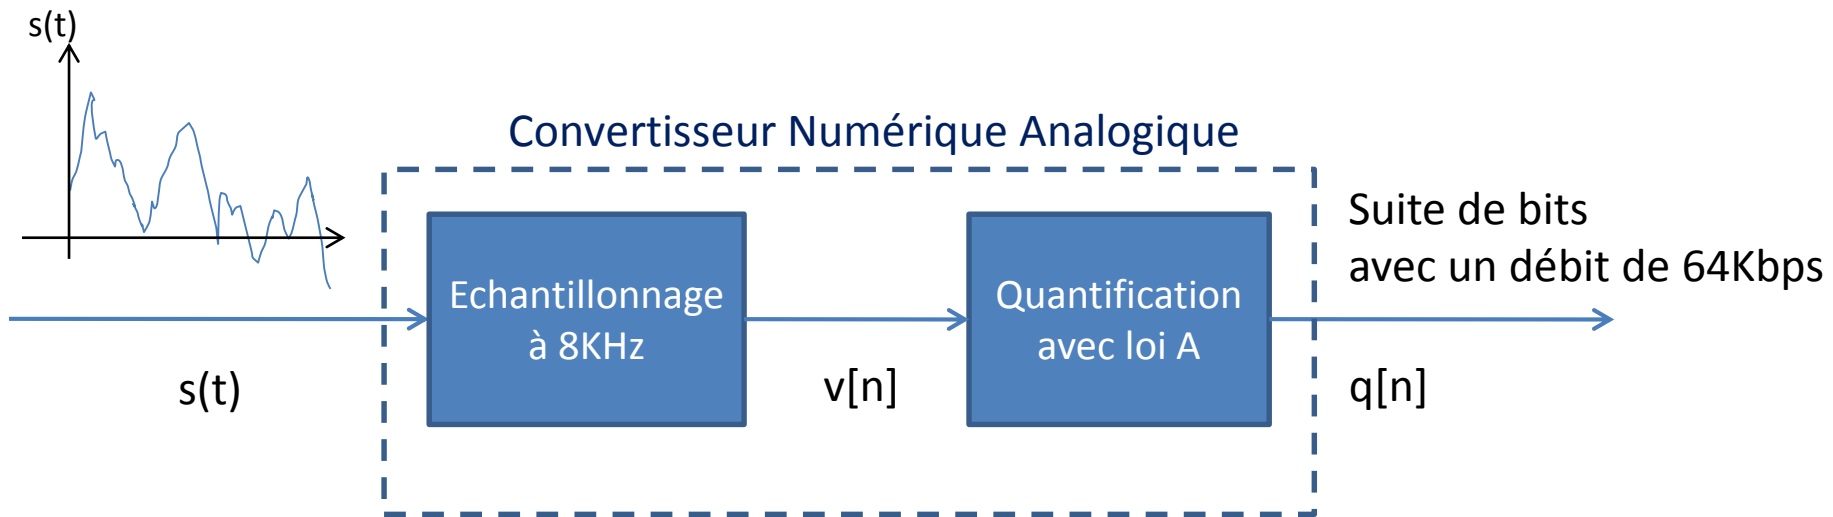 s(t)
Convertisseur Numérique Analogique
Suite de bits
avec un débit de 64Kbps
Echantillonnage
à 8KHz
Quantification
avec loi A
s(t)
v[n]
q[n]